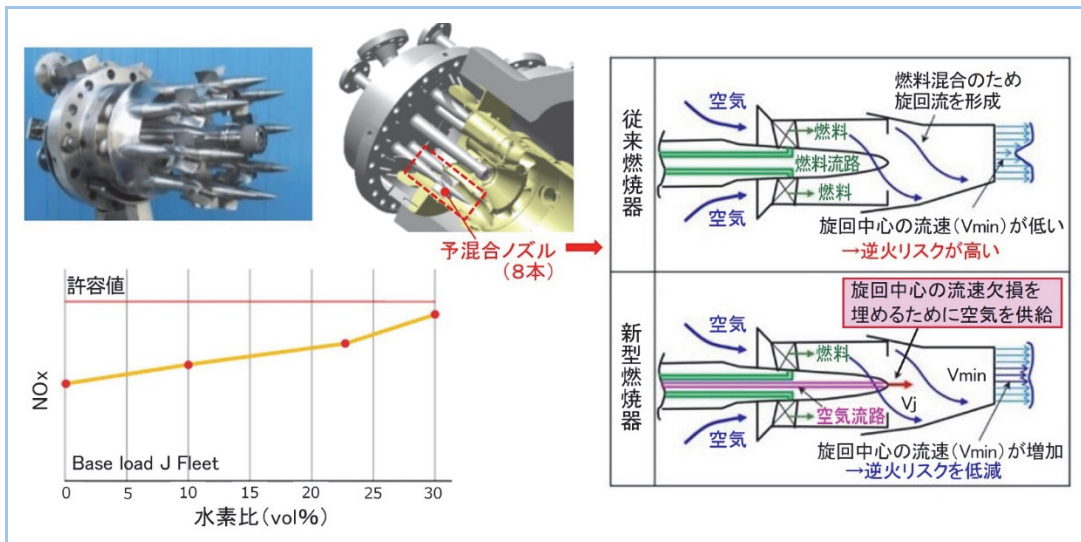 予混合ノズル
(8本)
許容値
NOx
Base load J Fleet
0
5
10
15
20
25
30
水素比(vol%)
従来燃焼器
空気
燃料混合のため
旋回流を形成
燃料
燃料流路
燃料
空気
旋回中心の流速(Vmin)が低い
→逆火リスクが高い
新型燃焼器
旋回中心の流速欠損を
埋めるために空気を供給
空気
燃料
Vmin
Vj
空気流路
空気
旋回中心の流速(Vmin)が増加
→逆火リスクを低減